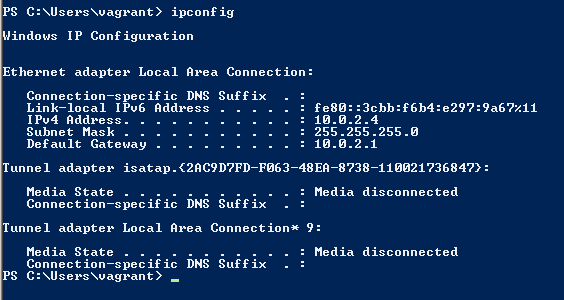 PS C:\Users\vagrant> ipconfig
Windows IP Configuration
Ethernet adapter Local Area Connection:
Connection-specific DNS Suffix  . :
Link-local IPv6 Address . . . . . : fe80::3cbb:f6b4:e297:9a67%11
IPv4 Address. . . . . . . . . . . : 10.0.2.4
Subnet Mask . . . . . . . . . . . : 255.255.255.0
Default Gateway . . . . . . . . . : 10.0.2.1
Tunnel adapter isatap.{2AC9D7FD-F063-48EA-8738-110021736847}:
Media State . . . . . . . . . . . : Media disconnected
Connection-specific DNS Suffix  . :
Tunnel adapter Local Area Connection* 9:
Media State . . . . . . . . . . . : Media disconnected
Connection-specific DNS Suffix  . :
PS C:\Users\vagrant> _